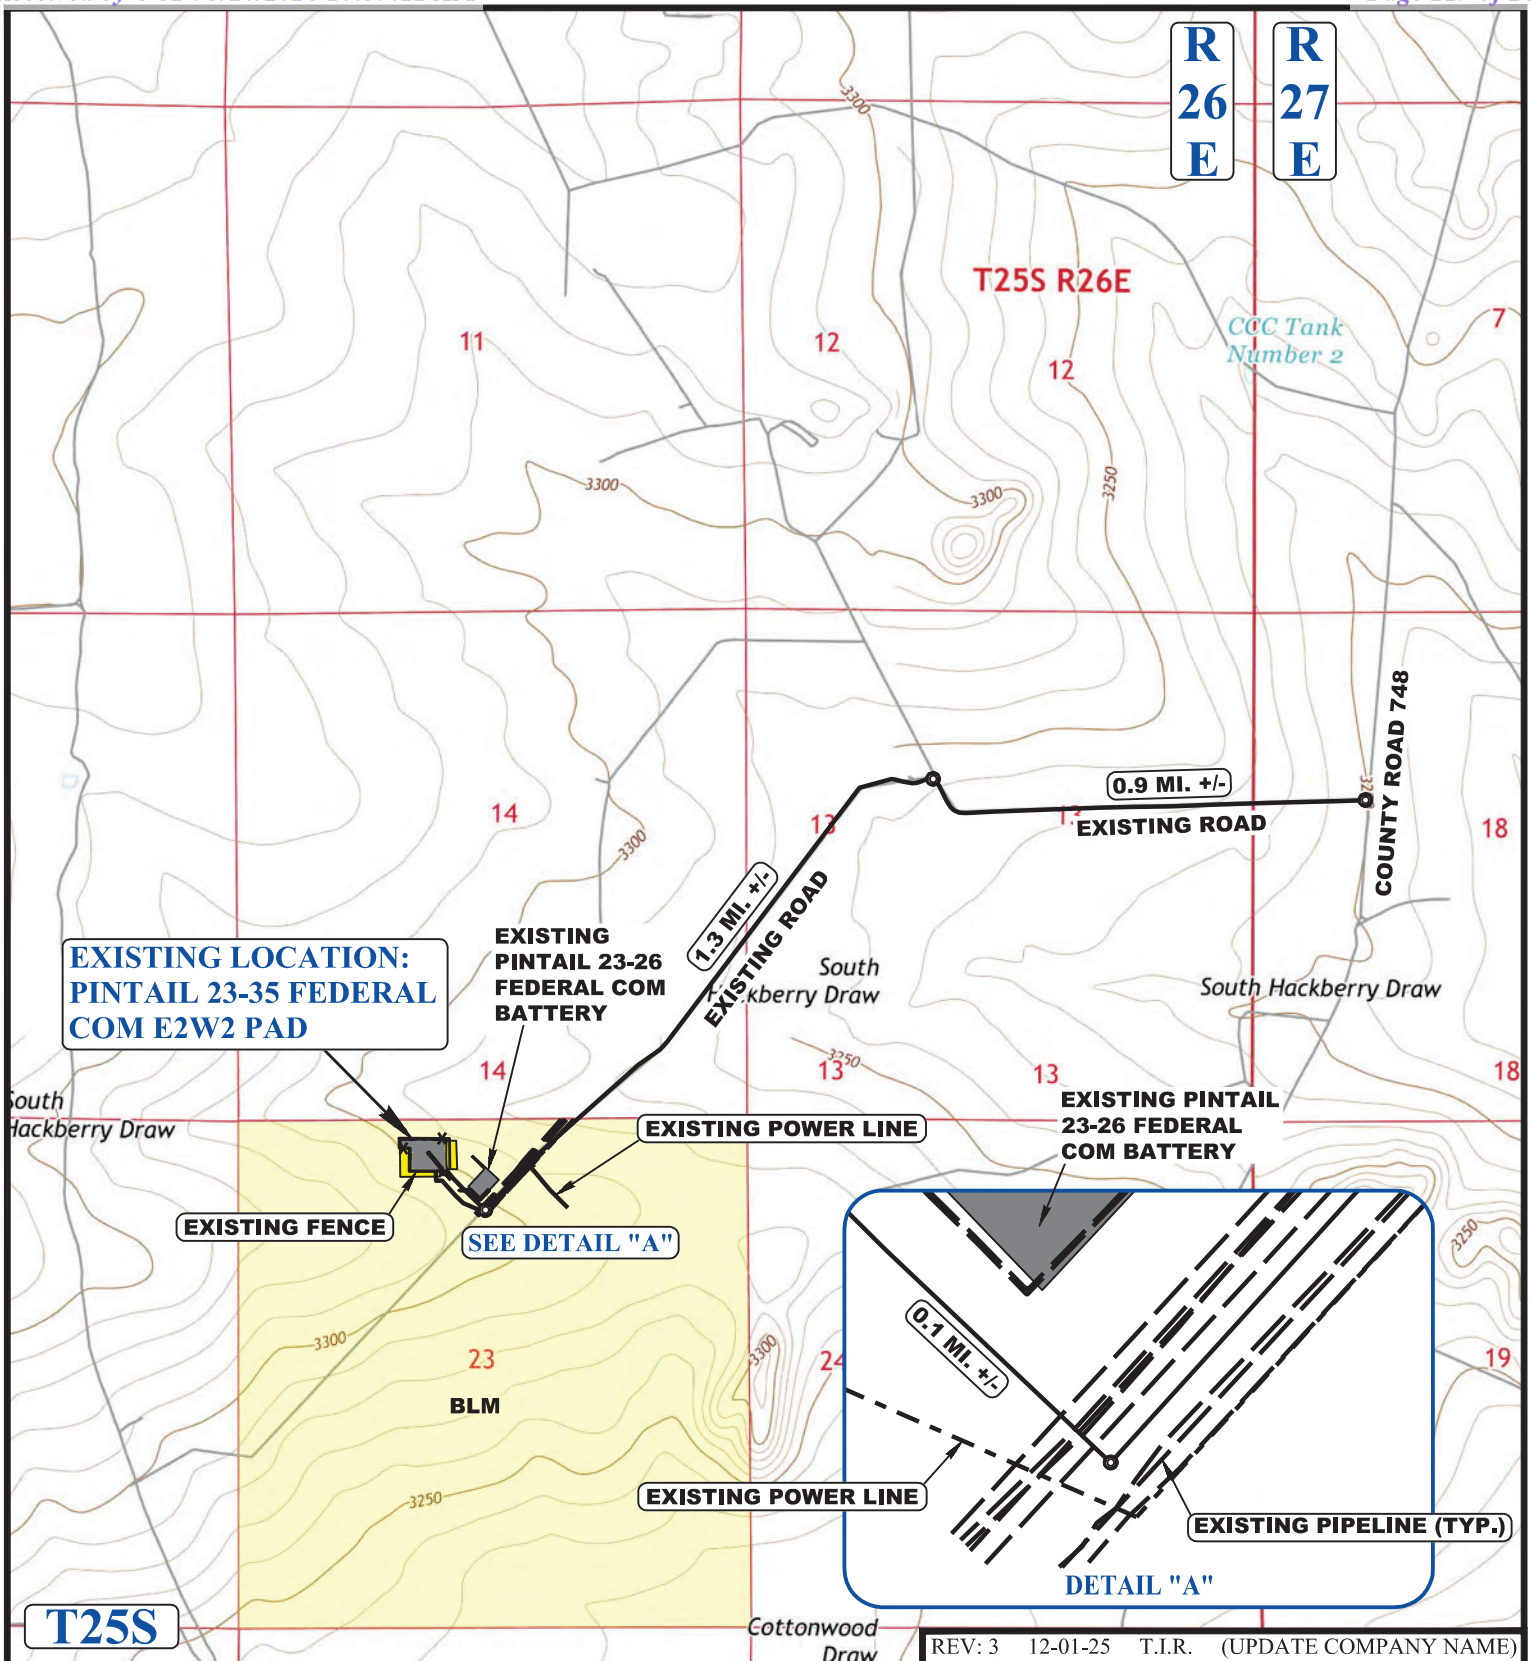 R
26
E
R
27
E
3300
T25S R26E
CCC Tank
Number 2
7
11
12
12
3300
3300
3250
COUNTY ROAD 748
0.9 MI. +/-
EXISTING ROAD
14
13
18
3300
1.3 MI. +/-
EXISTING ROAD
EXISTING
PINTAIL 23-26
FEDERAL COM
BATTERY
EXISTING LOCATION:
PINTAIL 23-35 FEDERAL
COM E2W2 PAD
South
South Hackberry Draw
3250
14
13
13
18
South
Hackberry Draw
EXISTING PINTAIL
23-26 FEDERAL
COM BATTERY
EXISTING POWER LINE
EXISTING FENCE
SEE DETAIL "A"
3250
3300
3300
23
24
19
0.1 MI. +/-
BLM
EXISTING POWER LINE
3250
EXISTING PIPELINE (TYP.)
DETAIL "A"
T25S
Cottonwood
Draw
REV: 3 12-01-25 T.I.R. (UPDATE COMPANY NAME)